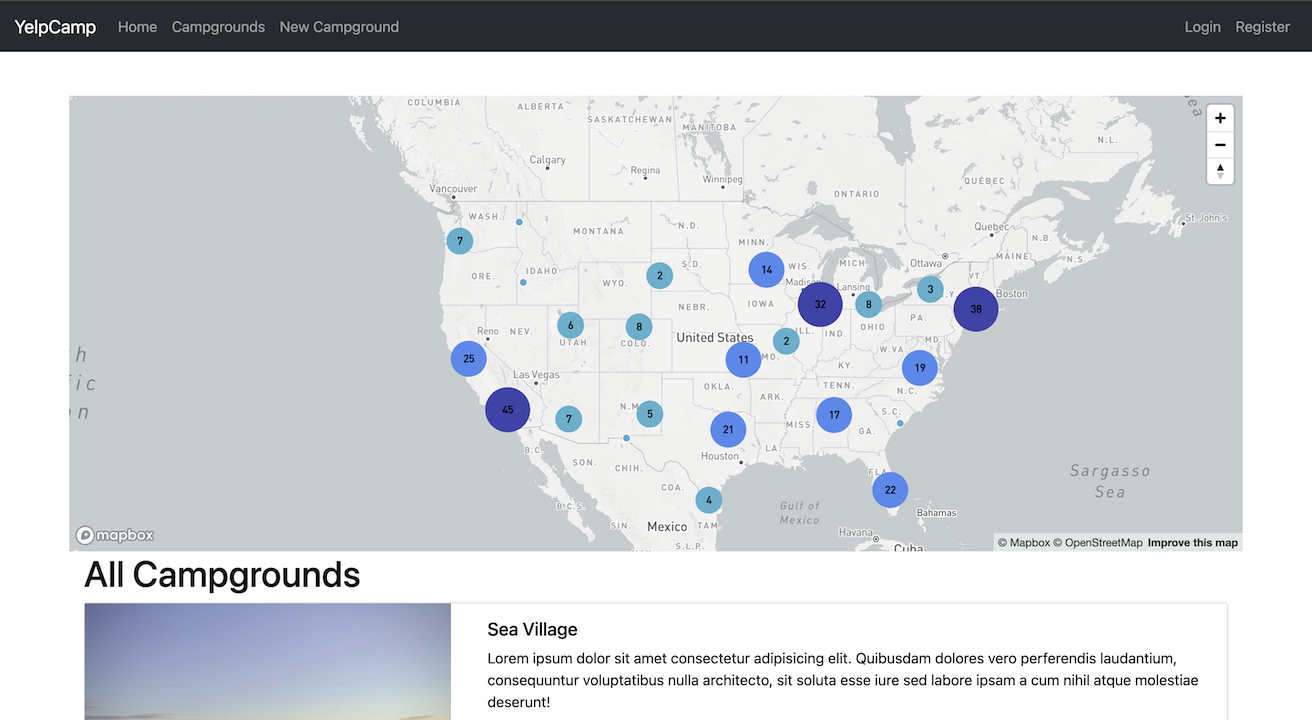 YelpCamp Home Campgrounds New Campground Login Register
COLUMBIA
ALBERTA
SASKATCHEWAN
MANITOBA
ea
N.L.
Calgary
Regina
Winnipeg
QUÉBEC
Vancouver
ONTARIO
WASH.
St. John's
MONTANA
N.D.
Quebec
N.B.
7
MINN.
MAINE
N.S.
Ottawa
S.D.
14
WIS.
MICH.
IDAHO
2
VT.
ORE.
WYO.
Madison
Lansing
3
N.Y.
Boston
NEBR.
IOWA
32
8
38
6
8
PA.
Reno
NEV.
ILL.
IND.
OHIO
United States
UTAH
COLO.
2
MD.
h
ic
n
25
11
MO.
W.VA.
KY.
19
Las Vegas
OKLA.
TENN.
N.C.
ARK.
45
7
N.M.
5
17
S.C.
21
MISS.
GA.
B.C.
LA.
Houston
SON.
CHIH.
FLA.
Sargasso
Sea
COA.
22
B.C.S.
4
Gulf of
Mexico
Bahamas
SIN.
Mexico
TAM.
Havana
S.L.P.
Cuba
mapbox
© Mapbox © OpenStreetMap Improve this map
All Campgrounds
Sea Village
Lorem ipsum dolor sit amet consectetur adipisicing elit. Quibusdam dolores vero perferendis laudantium,
consequuntur voluptatibus nulla architecto, sit soluta esse iure sed labore ipsam a cum nihil atque molestiae
deserunt!